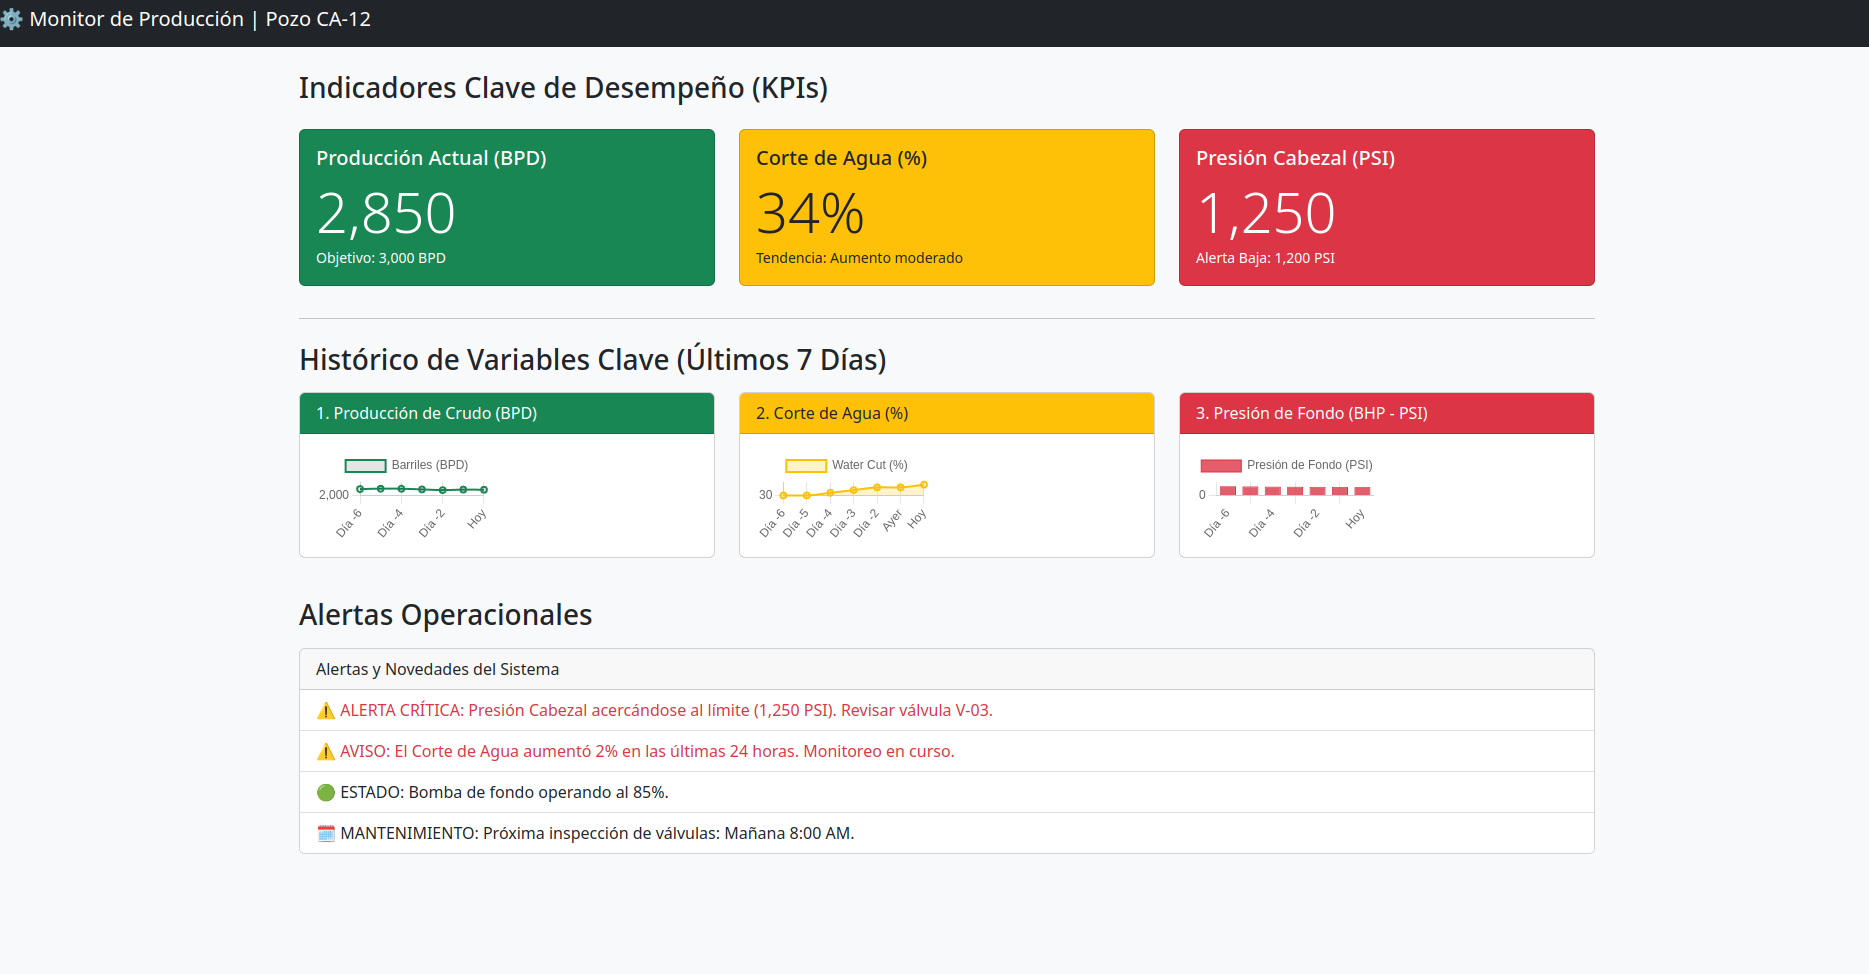 ⚙️ Monitor de Producción | Pozo CA-12
Indicadores Clave de Desempeño (KPIs)
Producción Actual (BPD)
2,850
Objetivo: 3,000 BPD
Corte de Agua (%)
34%
Tendencia: Aumento moderado
Presión Cabezal (PSI)
1,250
Alerta Baja: 1,200 PSI
Histórico de Variables Clave (Últimos 7 Días)
1. Producción de Crudo (BPD)
Barriles (BPD)
2,000
Día -6
Día -4
Día -2
Hoy
2. Corte de Agua (%)
Water Cut (%)
30
Día -6
Día -5
Día -4
Día -3
Día -2
Ayer
Hoy
3. Presión de Fondo (BHP - PSI)
Presión de Fondo (PSI)
0
Día -6
Día -4
Día -2
Hoy
Alertas Operacionales
Alertas y Novedades del Sistema
⚠️ ALERTA CRÍTICA: Presión Cabezal acercándose al límite (1,250 PSI). Revisar válvula V-03.
⚠️ AVISO: El Corte de Agua aumentó 2% en las últimas 24 horas. Monitoreo en curso.
🟢 ESTADO: Bomba de fondo operando al 85%.
🗓️ MANTENIMIENTO: Próxima inspección de válvulas: Mañana 8:00 AM.